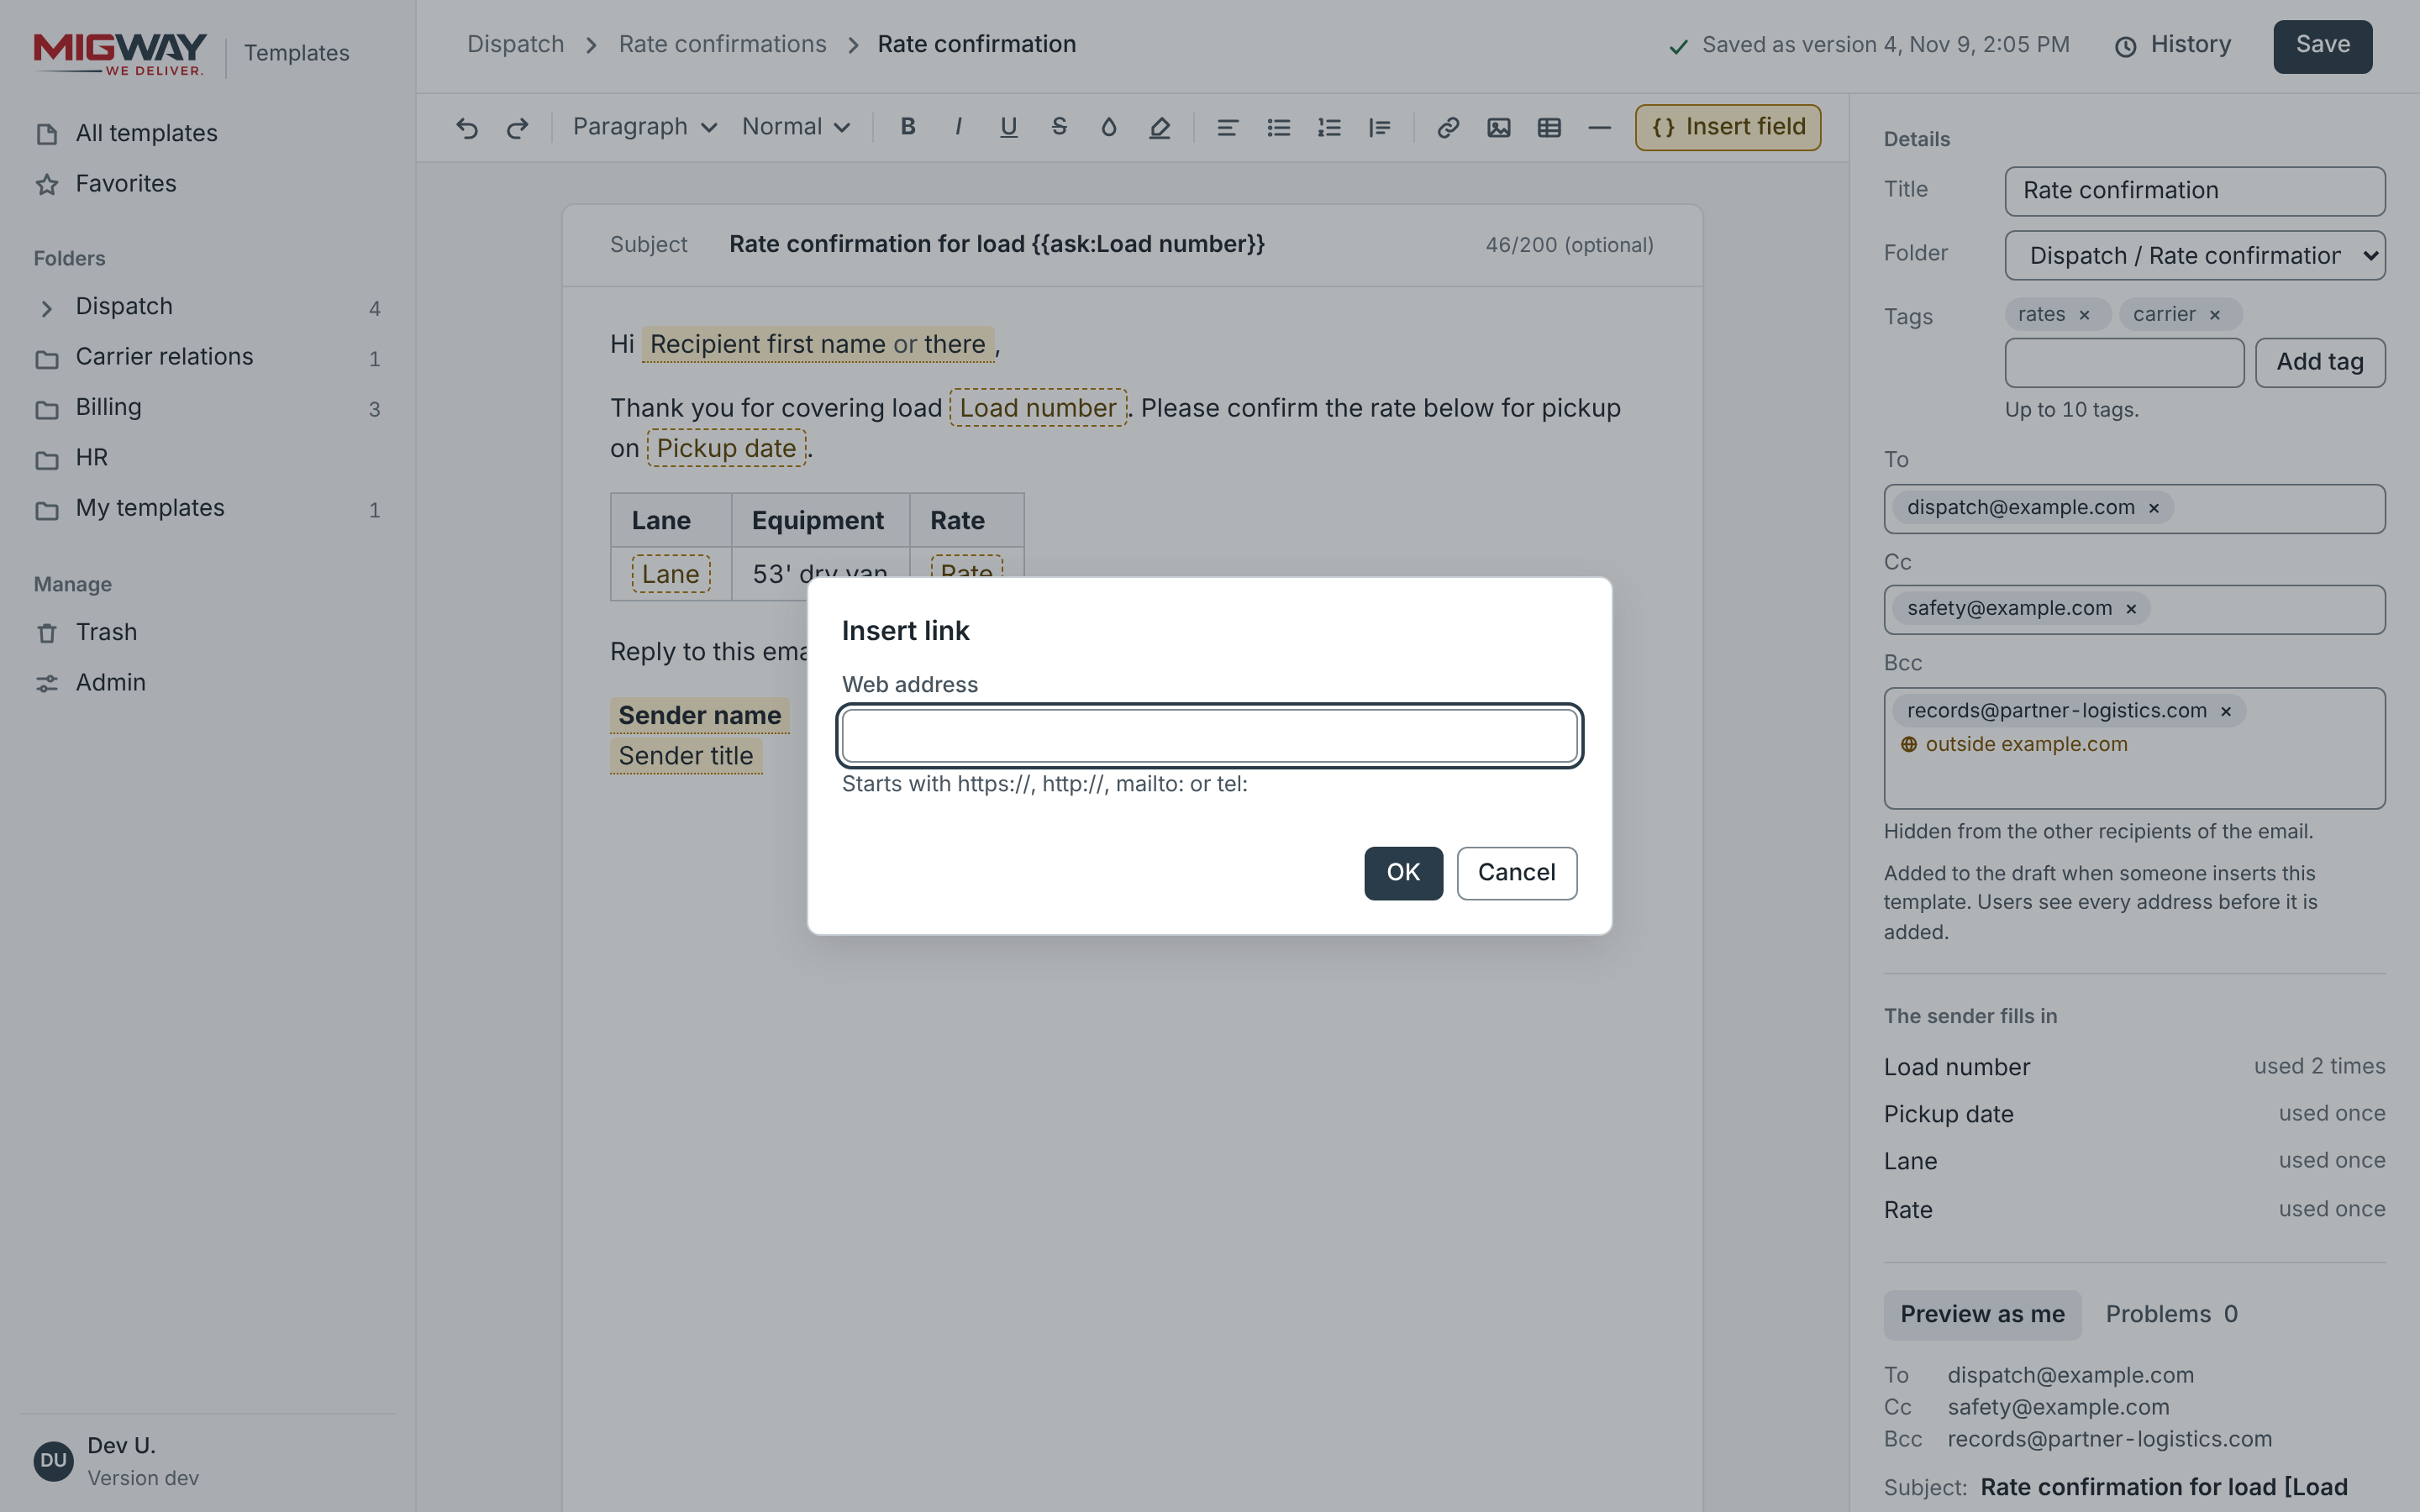 MIGWAY
WE DELIVER.
Templates
All templates
Favorites
Folders
Dispatch 4
Carrier relations 1
Billing 3
HR
My templates 1
Manage
Trash
Admin
DU
Dev U.
Version dev
Dispatch > Rate confirmations > Rate confirmation
Saved as version 4, Nov 9, 2:05 PM
History
Save
Paragraph Normal B I U S {} Insert field
Subject Rate confirmation for load {{ask:Load number}} 46/200 (optional)
Hi Recipient first name or there ,
Thank you for covering load Load number . Please confirm the rate below for pickup
on Pickup date .
Lane Equipment Rate
Lane 53' dry van Rate
Reply to this
Sender name
Sender title
Insert link
Web address
Starts with https://, http://, mailto: or tel:
OK Cancel
Details
Title Rate confirmation
Folder Dispatch / Rate confirmation
Tags rates × carrier ×
Add tag
Up to 10 tags.
To
dispatch@example.com ×
Cc
safety@example.com ×
Bcc
records@partner-logistics.com ×
outside example.com
Hidden from the other recipients of the email.
Added to the draft when someone inserts this
template. Users see every address before it is
added.
The sender fills in
Load number used 2 times
Pickup date used once
Lane used once
Rate used once
Preview as me Problems 0
To dispatch@example.com
Cc safety@example.com
Bcc records@partner-logistics.com
Subject: Rate confirmation for load [Load